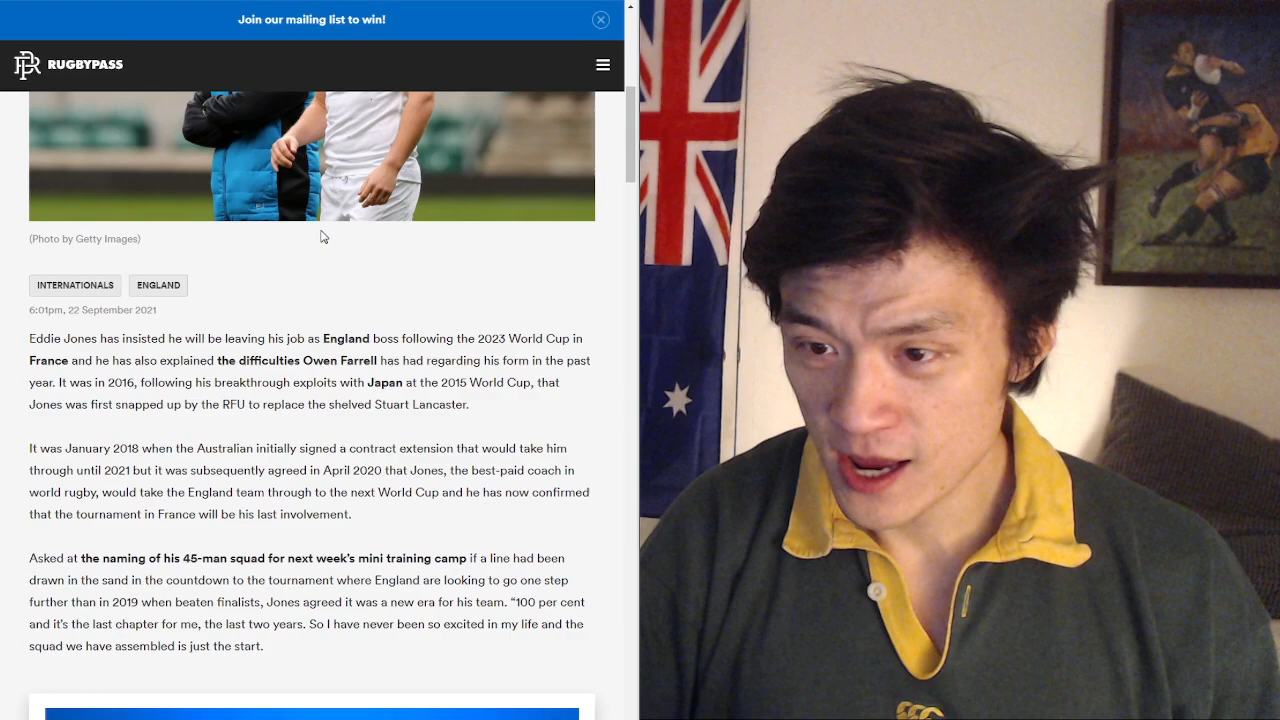 Join our mailing list to win!
RUGBYPASS
(Photo by Getty Images)
INTERNATIONALS
ENGLAND
6:01pm, 22 September 2021
Eddie Jones has insisted he will be leaving his job as England boss following the 2023 World Cup in
France and he has also explained the difficulties Owen Farrell has had regarding his form in the past
year. It was in 2016, following his breakthrough exploits with Japan at the 2015 World Cup, that
Jones was first snapped up by the RFU to replace the shelved Stuart Lancaster.
It was January 2018 when the Australian initially signed a contract extension that would take him
through until 2021 but it was subsequently agreed in April 2020 that Jones, the best-paid coach in
world rugby, would take the England team through to the next World Cup and he has now confirmed
that the tournament in France will be his last involvement.
Asked at the naming of his 45-man squad for next week’s mini training camp if a line had been
drawn in the sand in the countdown to the tournament where England are looking to go one step
further than in 2019 when beaten finalists, Jones agreed it was a new era for his team. “100 per cent
and it’s the last chapter for me, the last two years. So I have never been so excited in my life and the
squad we have assembled is just the start.